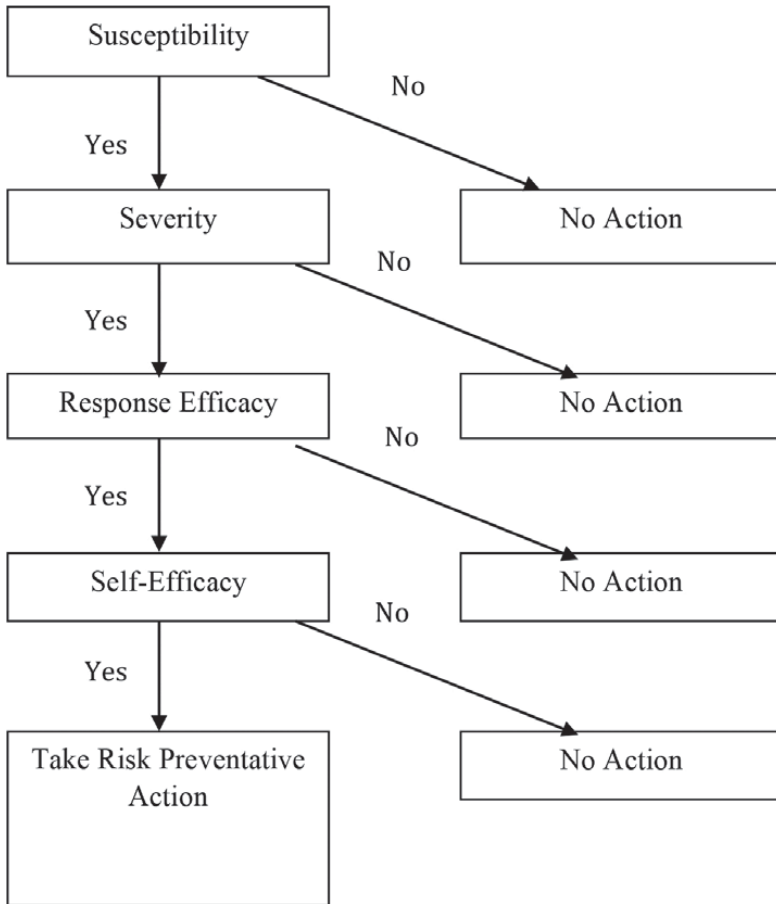 Susceptibility
No
Yes
Severity
No Action
No
Yes
Response Efficacy
No Action
No
Yes
Self-Efficacy
No Action
No
Yes
Take Risk Preventative
Action
No Action